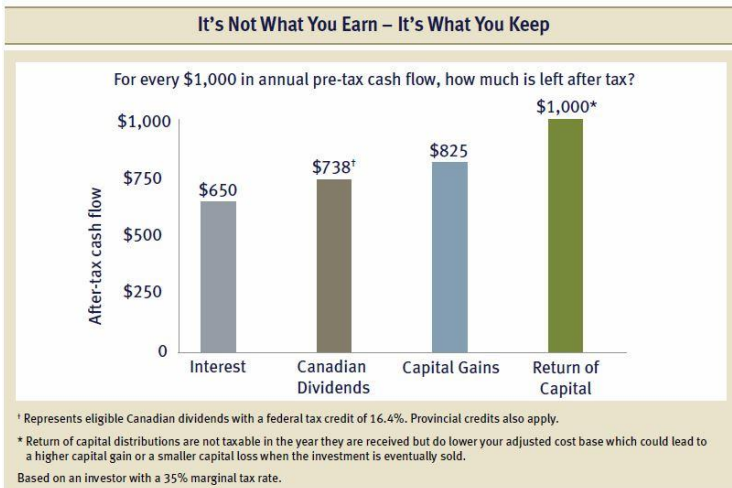 It's Not What You Earn – It's What You Keep
For every $1,000 in annual pre-tax cash flow, how much is left after tax?
After-tax cash flow
$1,000
$750
$500
$250
0
$650
$738†
$825
$1,000*
Interest
Canadian
Dividends
Capital Gains
Return of
Capital
† Represents eligible Canadian dividends with a federal tax credit of 16.4%. Provincial credits also apply.
* Return of capital distributions are not taxable in the year they are received but do lower your adjusted cost base which could lead to
a higher capital gain or a smaller capital loss when the investment is eventually sold.
Based on an investor with a 35% marginal tax rate.